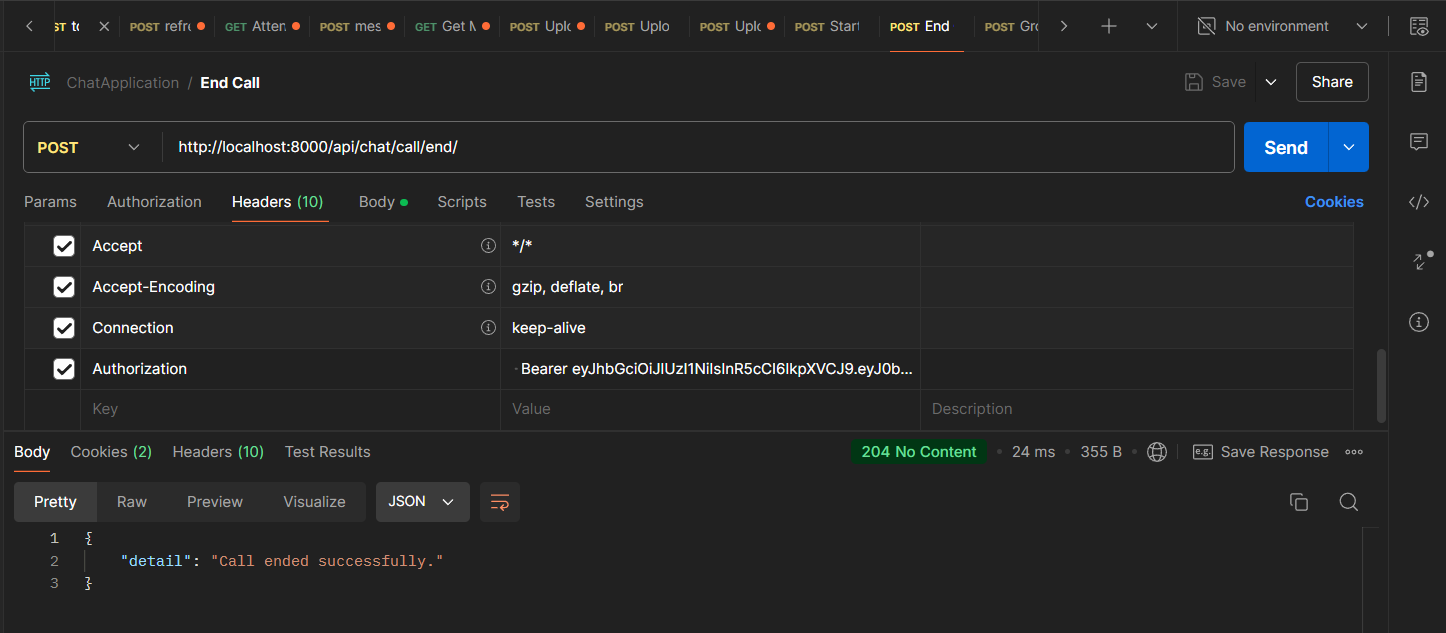 ST to POST refre GET Atten POST mes GET Get M POST Uplo POST Uplo POST Uplo POST Start POST End POST Gro No environment
HTTP ChatApplication / End Call Save Share
POST http://localhost:8000/api/chat/call/end/ Send
Params Authorization Headers (10) Body Scripts Tests Settings Cookies
Accept */*
Accept-Encoding gzip, deflate, br
Connection keep-alive
Authorization Bearer eyJhbGciOiJIUzI1NiIsInR5cCI6IkpXVCJ9.eyJ0b...
Key Value Description
Body Cookies (2) Headers (10) Test Results 204 No Content • 24 ms • 355 B • e.g. Save Response
Pretty Raw Preview Visualize JSON
1 {
2 "detail": "Call ended successfully."
3 }